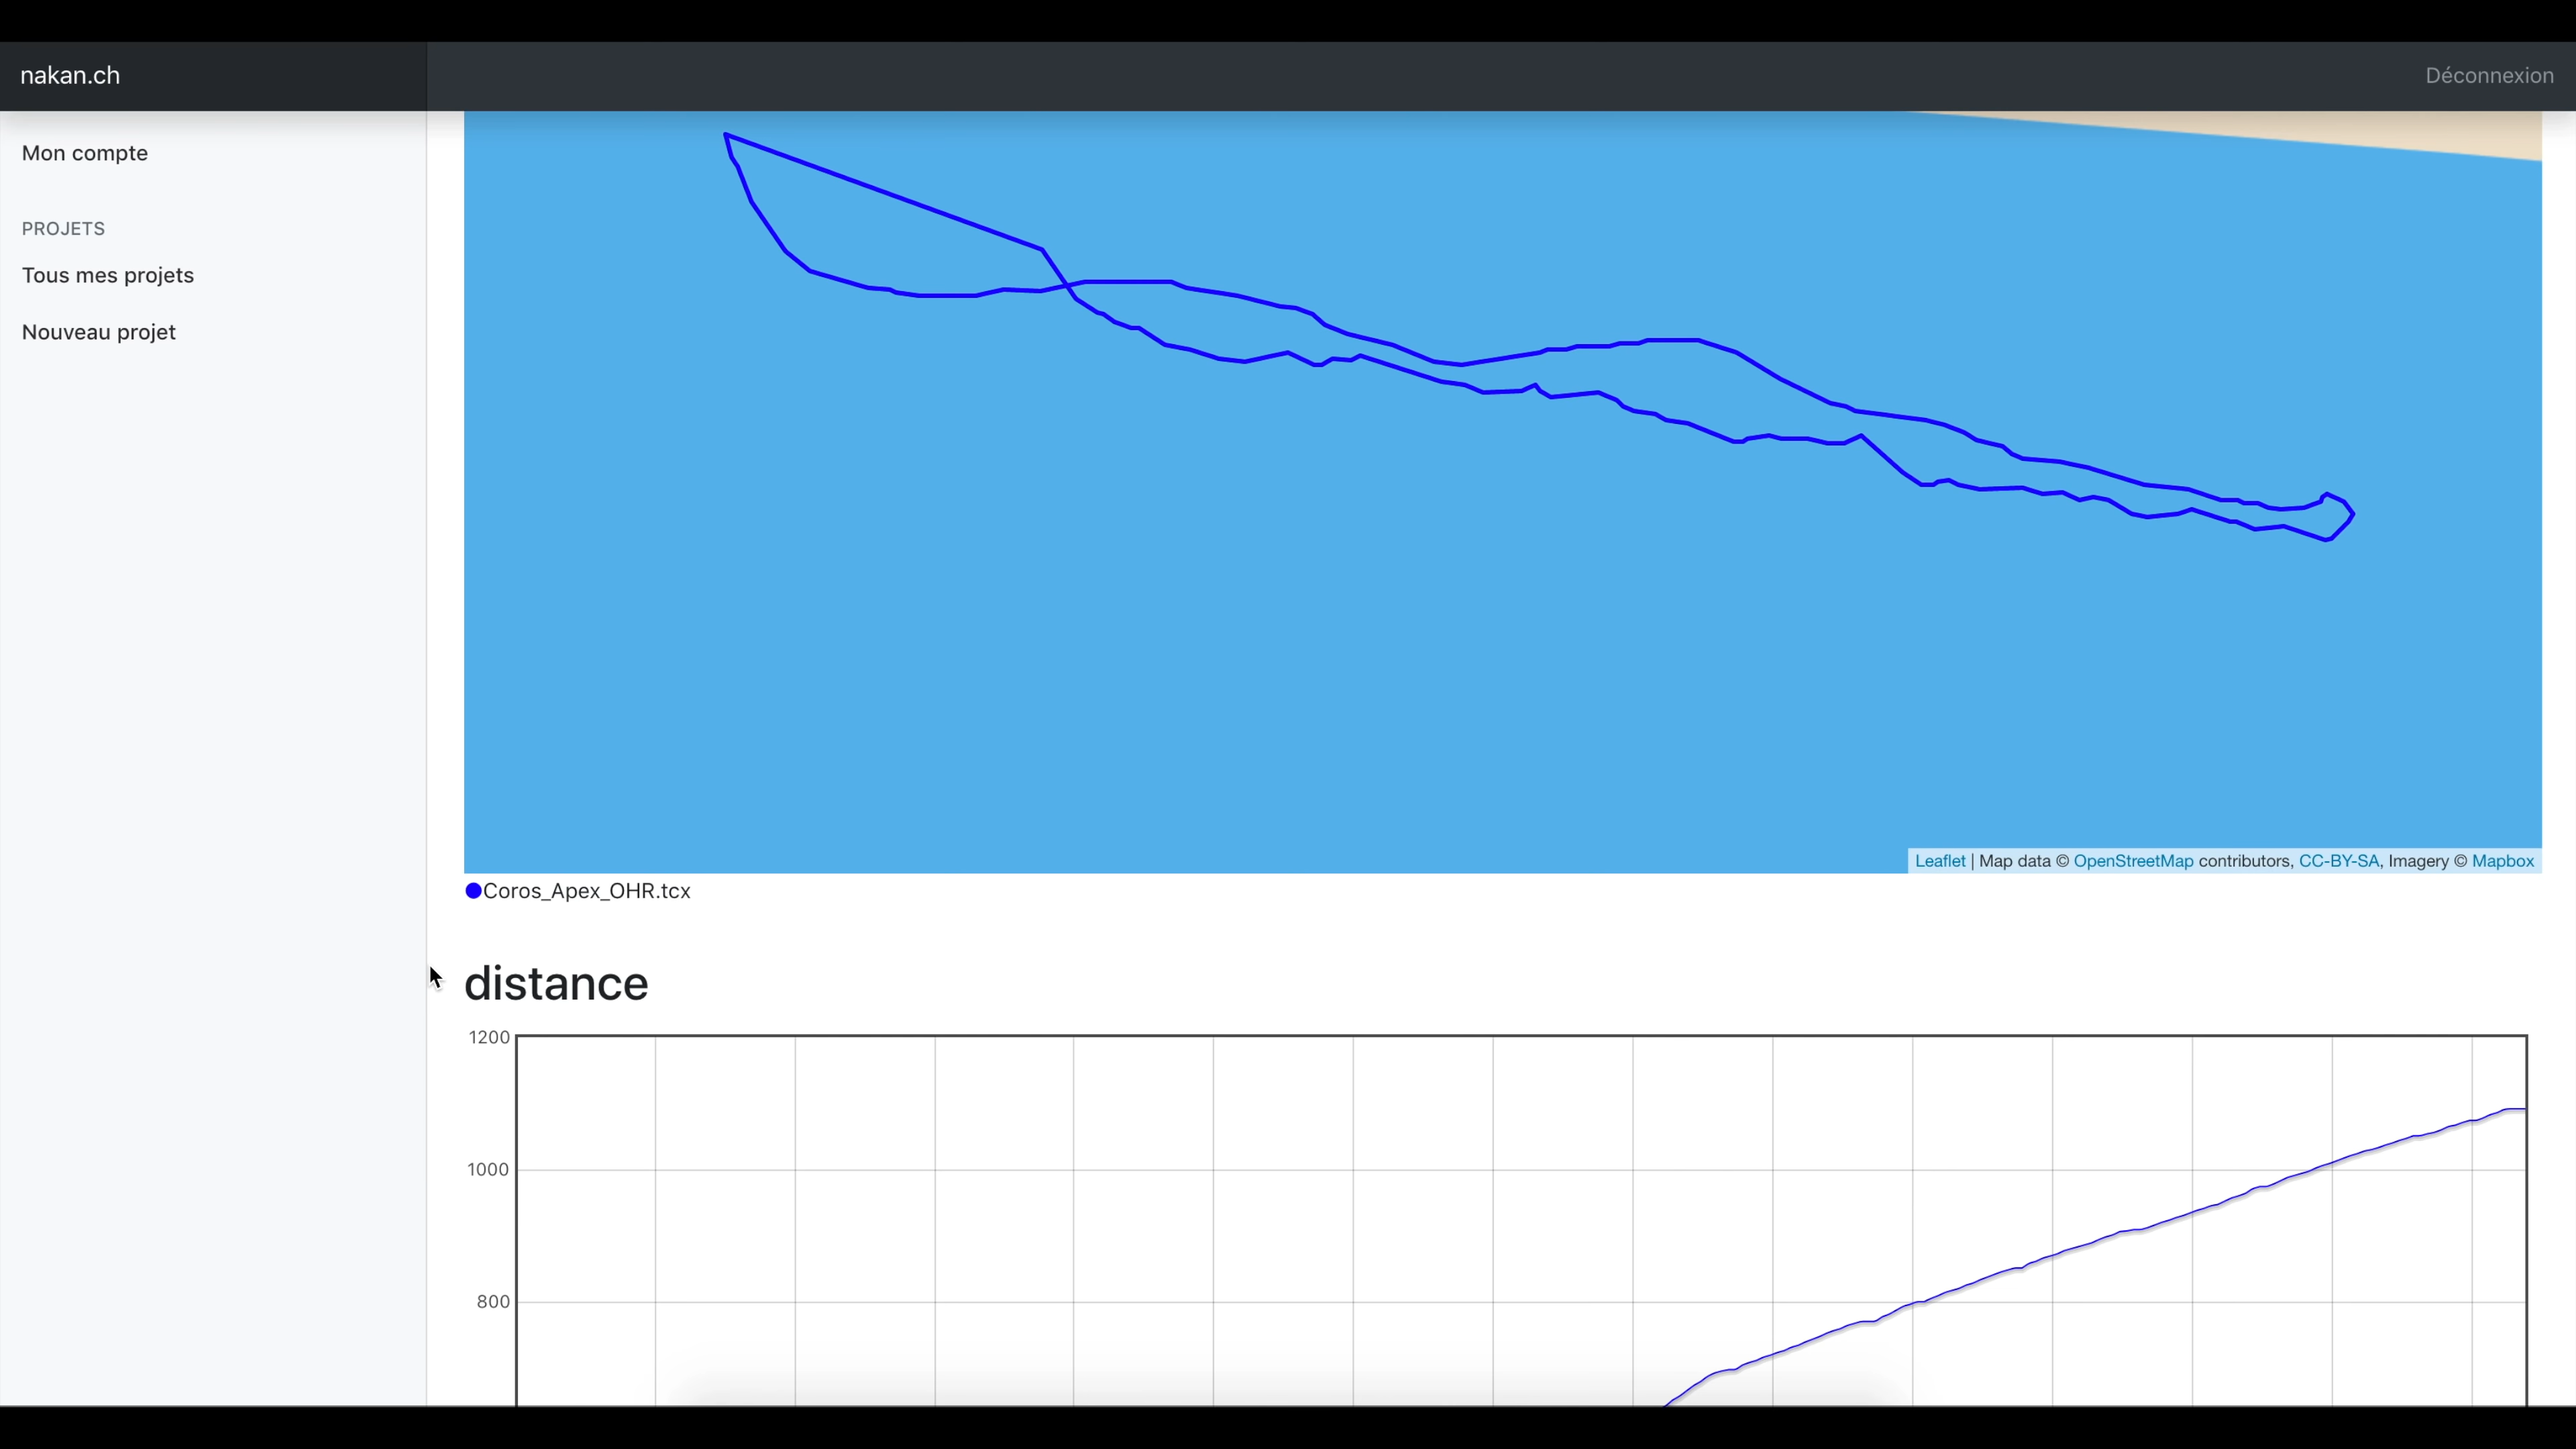 nakan.ch
Déconnexion
Mon compte
PROJETS
Tous mes projets
Nouveau projet
Leaflet | Map data © OpenStreetMap contributors, CC-BY-SA, Imagery © Mapbox
Coros_Apex_OHR.tcx
distance
1200
1000
800